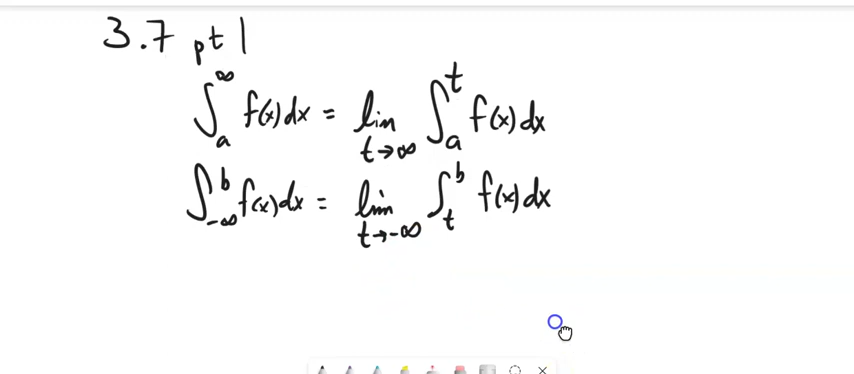 3.7 pt 1
∫_a^∞ f(x)dx = lim_{t→∞} ∫_a^t f(x)dx
∫_{-∞}^b f(x)dx = lim_{t→-∞} ∫_t^b f(x)dx